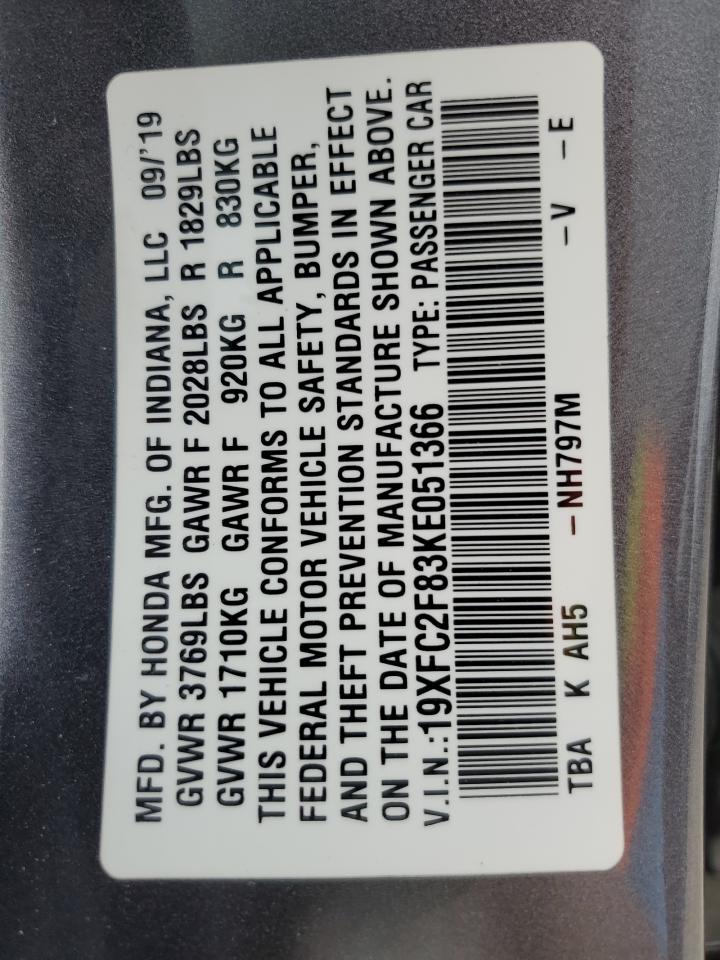 MFD. BY HONDA MFG. OF INDIANA, LLC 09/'19
GVWR 3769LBS GAWR F 2028LBS R 1829LBS
GVWR 1710KG GAWR F 920KG R 830KG
THIS VEHICLE CONFORMS TO ALL APPLICABLE
FEDERAL MOTOR VEHICLE SAFETY, BUMPER,
AND THEFT PREVENTION STANDARDS IN EFFECT
ON THE DATE OF MANUFACTURE SHOWN ABOVE.
V.I.N.:19XFC2F83KE051366 TYPE: PASSENGER CAR
TBA K AH5 –NH797M –V –E